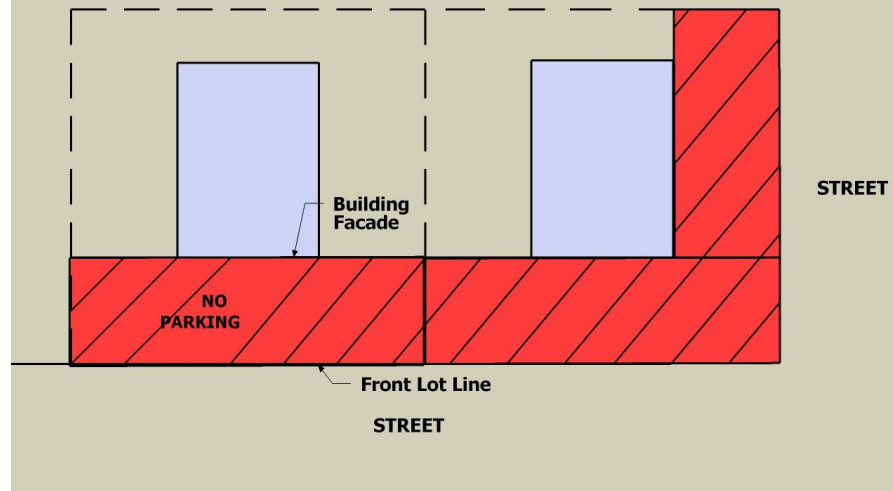 STREET
Building
Facade
NO
PARKING
Front Lot Line
STREET